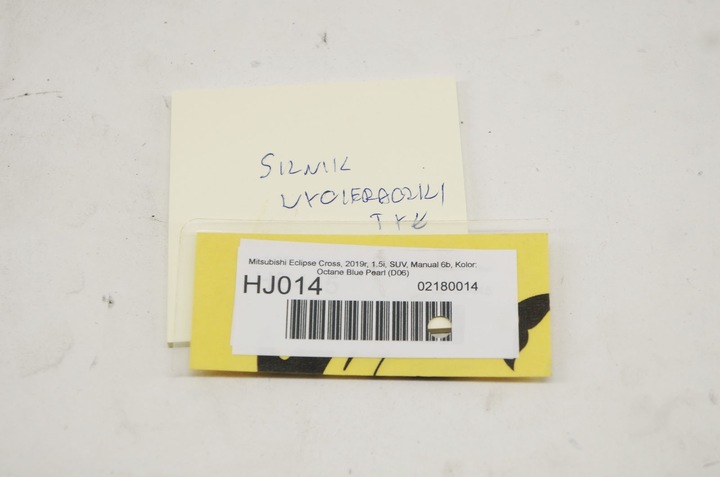 SILNIK
WYCIERACZKI
TYŁ
Mitsubishi Eclipse Cross, 2019r, 1.5i, SUV, Manual 6b, Kolor:
Octane Blue Pearl (D06)
HJ014
02180014